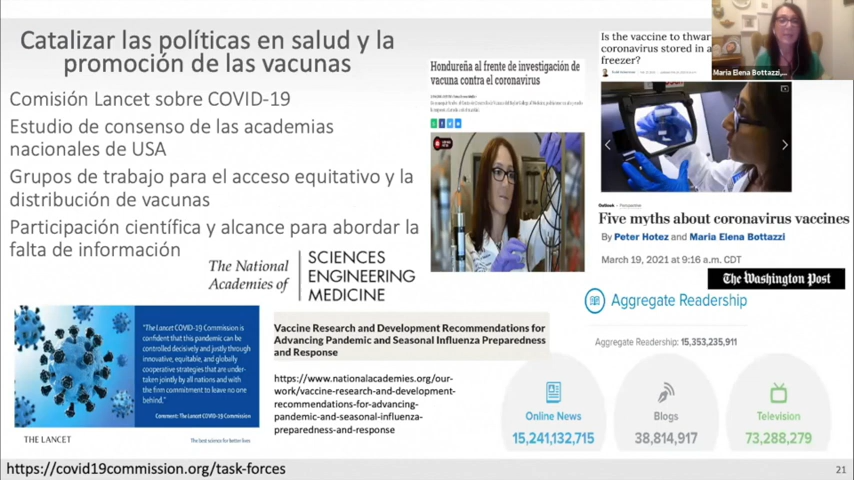 Catalizar las políticas en salud y la
promoción de las vacunas
Comisión Lancet sobre COVID-19
Estudio de consenso de las academias
nacionales de USA
Grupos de trabajo para el acceso equitativo y la
distribución de vacunas
Participación científica y alcance para abordar la
falta de información
Hondureña al frente de investigación de
vacuna contra el coronavirus
Is the vaccine to thwar
coronavirus stored in a
freezer?
Maria Elena Bottazzi,...
Outlook · Perspective
Five myths about coronavirus vaccines
By Peter Hotez and Maria Elena Bottazzi
March 19, 2021 at 9:16 a.m. CDT
The Washington Post
The National
Academies of
SCIENCES
ENGINEERING
MEDICINE
"The Lancet COVID-19 Commission is
confident that this pandemic can be
controlled decisively and justly through
innovative, equitable, and globally
cooperative strategies that are under-
taken jointly by all nations and with
the firm commitment to leave no one
behind."
Comment: The Lancet COVID-19 Commission
THE LANCET
The best science for better lives
Vaccine Research and Development Recommendations for
Advancing Pandemic and Seasonal Influenza Preparedness
and Response
https://www.nationalacademies.org/our-
work/vaccine-research-and-development-
recommendations-for-advancing-
pandemic-and-seasonal-influenza-
preparedness-and-response
Aggregate Readership
Aggregate Readership: 15,353,235,911
Online News
15,241,132,715
Blogs
38,814,917
Television
73,288,279
https://covid19commission.org/task-forces
21